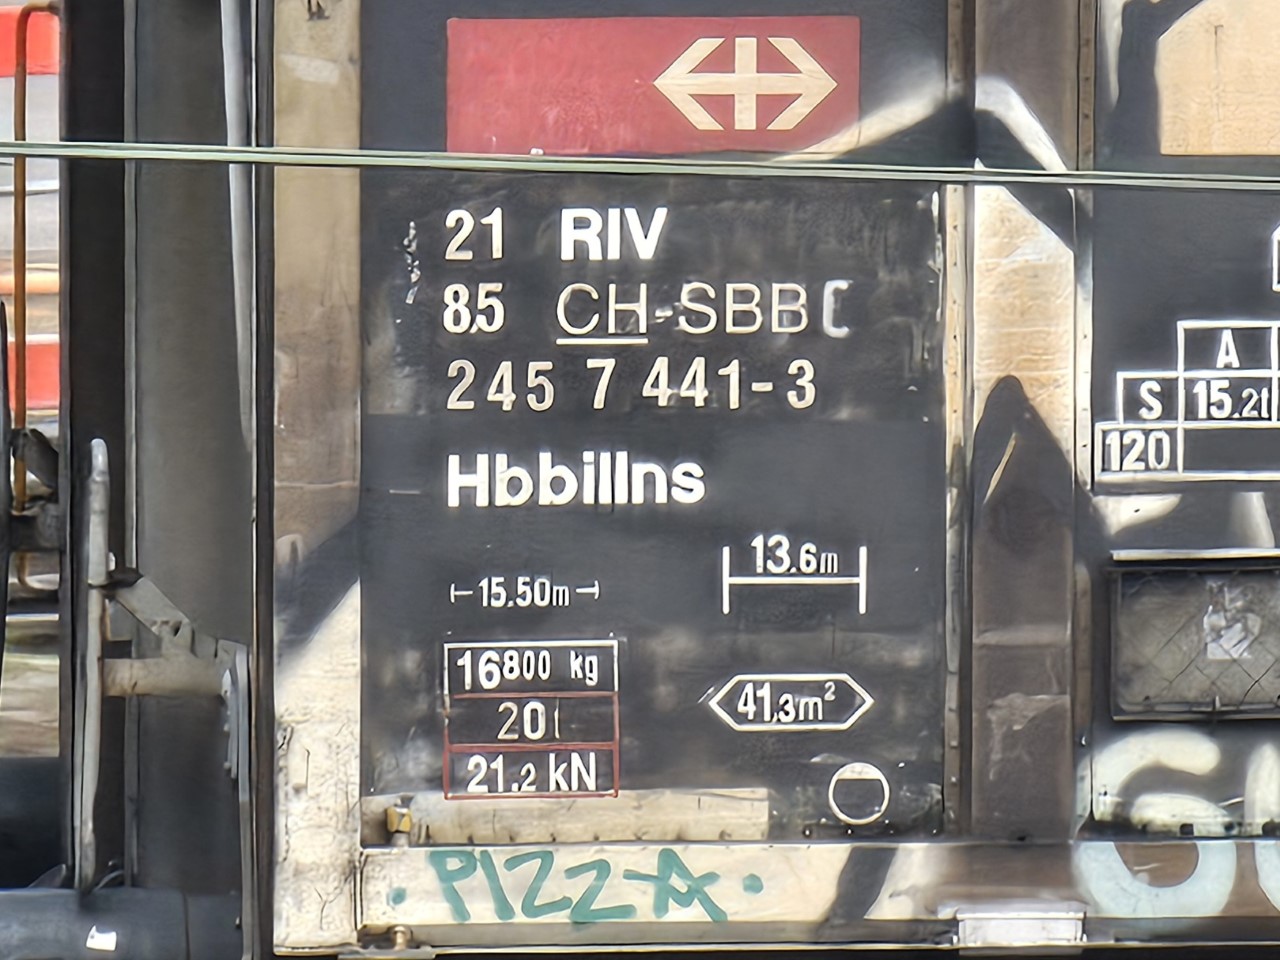 21 RIV
85 CH-SBBC
245 7 441-3
Hbbillns
15.50m
13.6m
16800 kg
20t
21.2 kN
41.3m²
A
S 15.2t
120
PIZZA